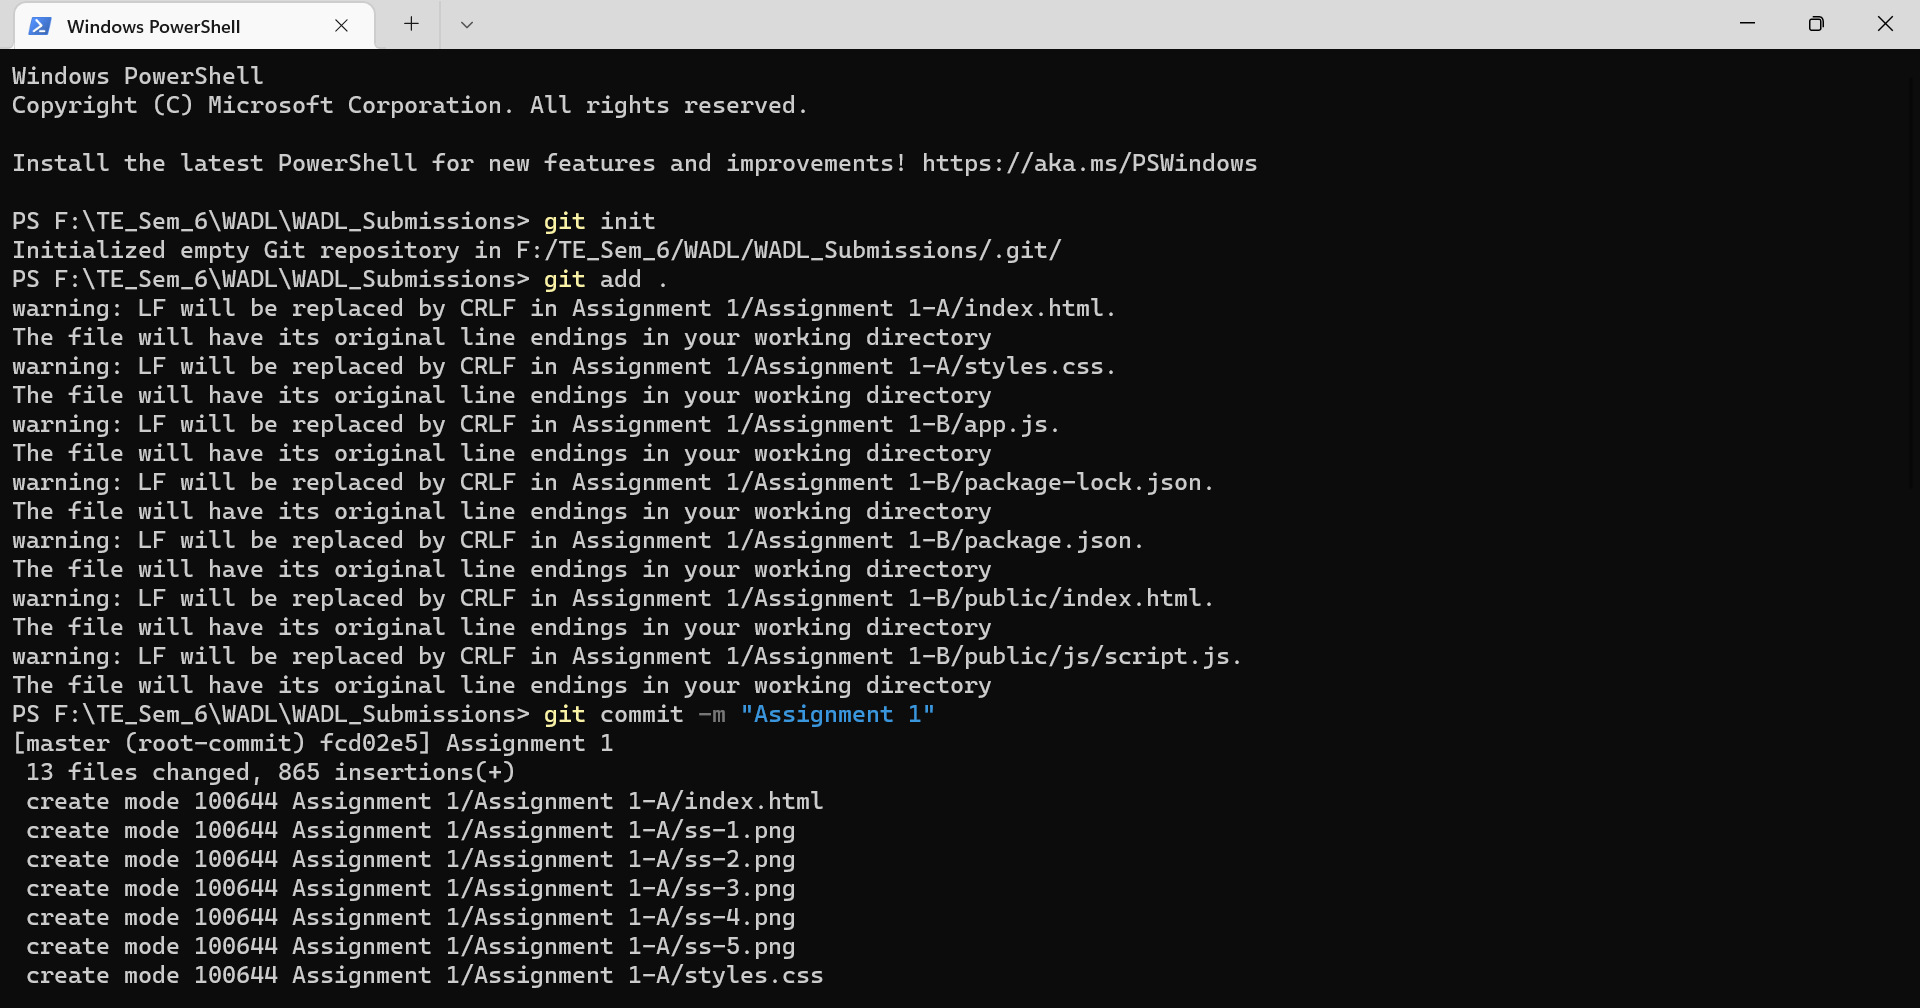 Windows PowerShell
Windows PowerShell
Copyright (C) Microsoft Corporation. All rights reserved.
Install the latest PowerShell for new features and improvements! https://aka.ms/PSWindows
PS F:\TE_Sem_6\WADL\WADL_Submissions> git init
Initialized empty Git repository in F:/TE_Sem_6/WADL/WADL_Submissions/.git/
PS F:\TE_Sem_6\WADL\WADL_Submissions> git add .
warning: LF will be replaced by CRLF in Assignment 1/Assignment 1-A/index.html.
The file will have its original line endings in your working directory
warning: LF will be replaced by CRLF in Assignment 1/Assignment 1-A/styles.css.
The file will have its original line endings in your working directory
warning: LF will be replaced by CRLF in Assignment 1/Assignment 1-B/app.js.
The file will have its original line endings in your working directory
warning: LF will be replaced by CRLF in Assignment 1/Assignment 1-B/package-lock.json.
The file will have its original line endings in your working directory
warning: LF will be replaced by CRLF in Assignment 1/Assignment 1-B/package.json.
The file will have its original line endings in your working directory
warning: LF will be replaced by CRLF in Assignment 1/Assignment 1-B/public/index.html.
The file will have its original line endings in your working directory
warning: LF will be replaced by CRLF in Assignment 1/Assignment 1-B/public/js/script.js.
The file will have its original line endings in your working directory
PS F:\TE_Sem_6\WADL\WADL_Submissions> git commit -m "Assignment 1"
[master (root-commit) fcd02e5] Assignment 1
 13 files changed, 865 insertions(+)
 create mode 100644 Assignment 1/Assignment 1-A/index.html
 create mode 100644 Assignment 1/Assignment 1-A/ss-1.png
 create mode 100644 Assignment 1/Assignment 1-A/ss-2.png
 create mode 100644 Assignment 1/Assignment 1-A/ss-3.png
 create mode 100644 Assignment 1/Assignment 1-A/ss-4.png
 create mode 100644 Assignment 1/Assignment 1-A/ss-5.png
 create mode 100644 Assignment 1/Assignment 1-A/styles.css